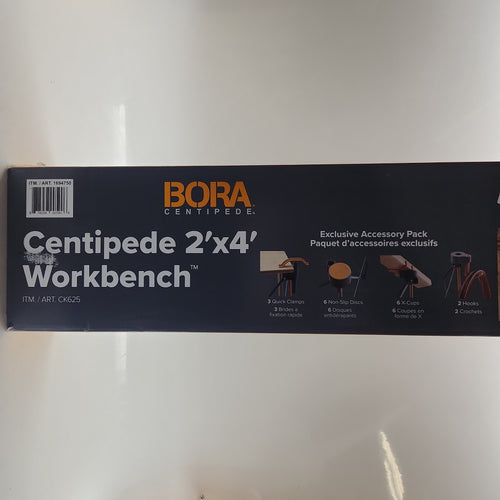 ITM. / ART. 1694750
BORA
CENTIPEDE
Centipede 2'x4'
Workbench™
ITM. / ART. CK625
Exclusive Accessory Pack
Paquet d'accessoires exclusifs
3 Quick Clamps
3 Brides a
fixation rapide
6 Non-Slip Discs
6 Disques
antidérapants
6 X-Cups
6 Coupes en
forme de X
2 Hooks
2 Crochets